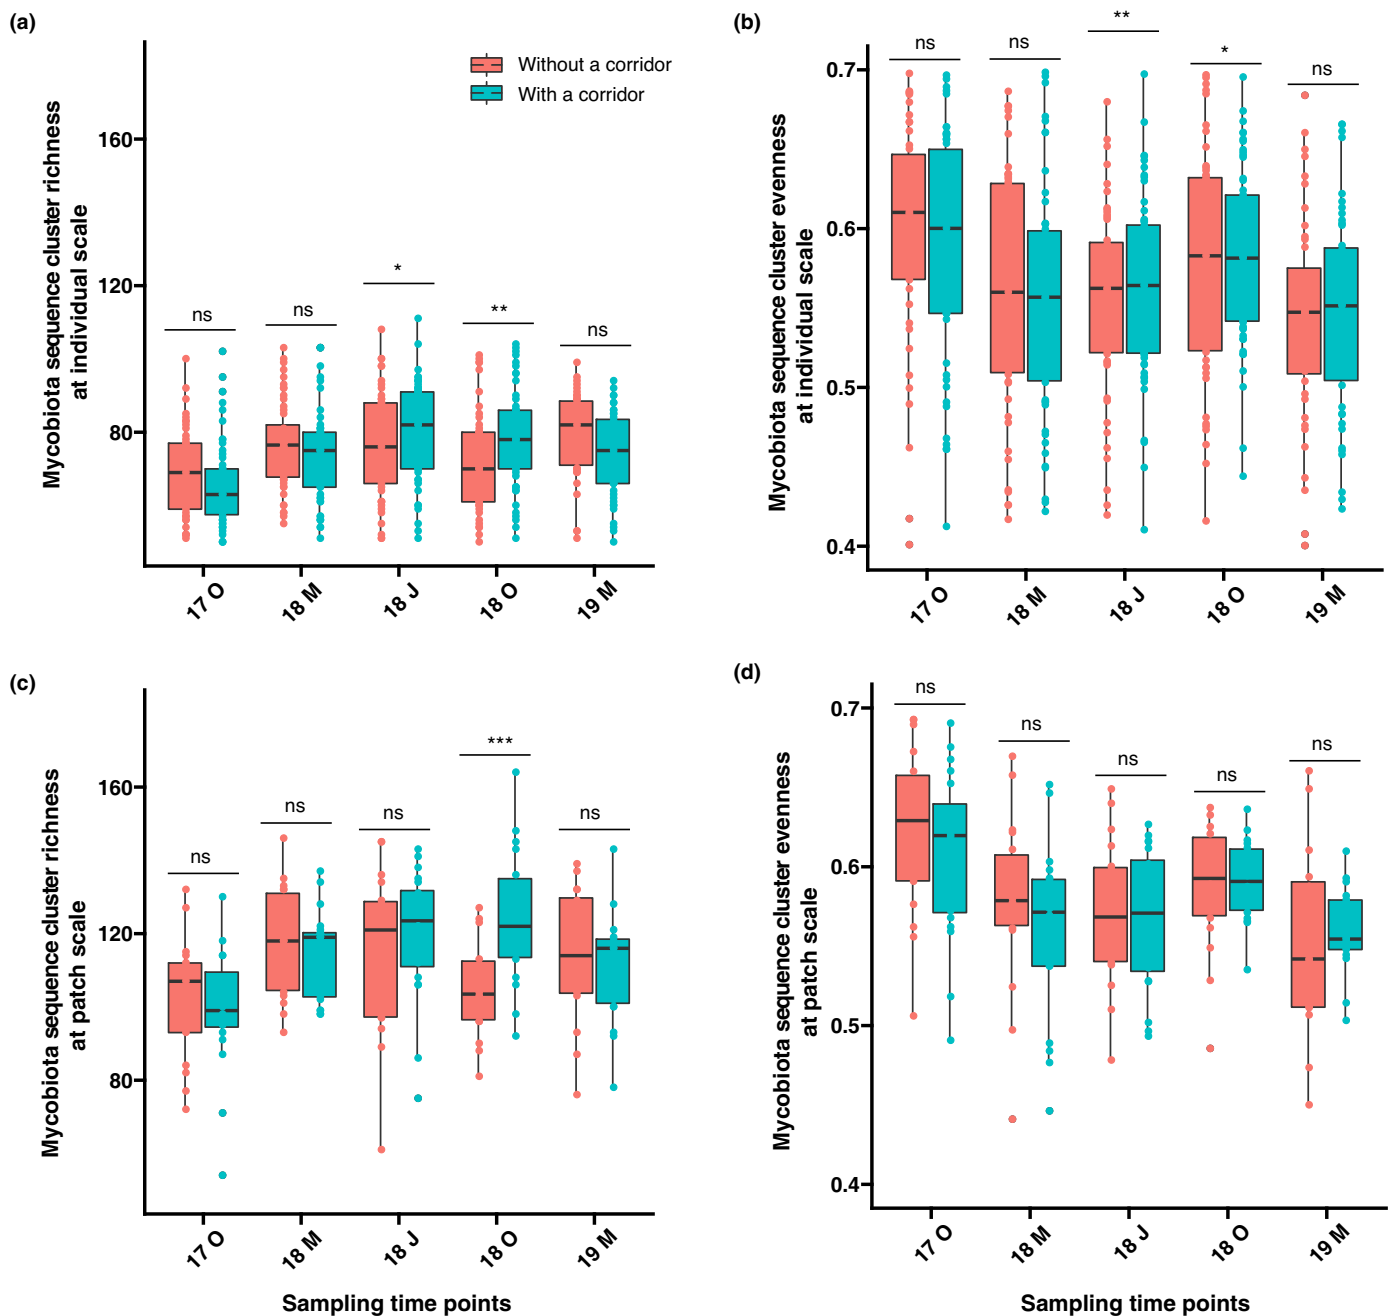 (a)
Mycobiota sequence cluster richness
at individual scale
160
120
80
Without a corridor
With a corridor
ns
ns
*
**
ns
17 O
18 M
18 J
18 O
19 M
(b)
Mycobiota sequence cluster evenness
at individual scale
0.7
0.6
0.5
0.4
ns
ns
**
*
ns
17 O
18 M
18 J
18 O
19 M
(c)
Mycobiota sequence cluster richness
at patch scale
160
120
80
ns
ns
ns
***
ns
17 O
18 M
18 J
18 O
19 M
Sampling time points
(d)
Mycobiota sequence cluster evenness
at patch scale
0.7
0.6
0.5
0.4
ns
ns
ns
ns
ns
17 O
18 M
18 J
18 O
19 M
Sampling time points